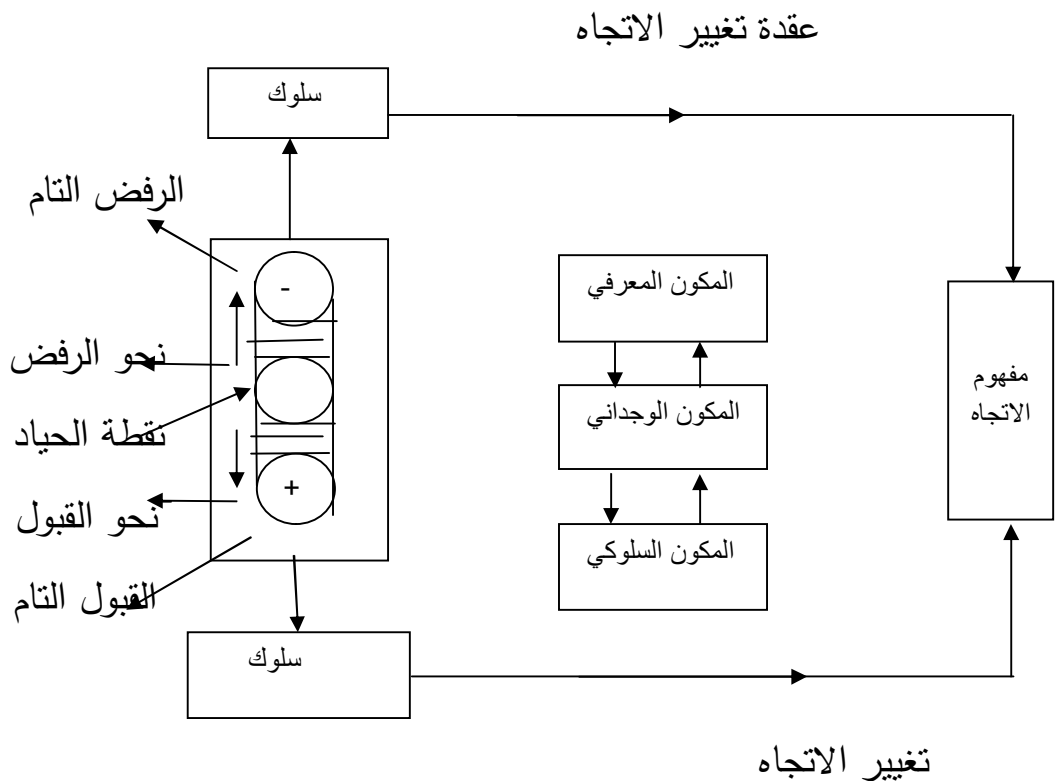 عقدة تغيير الاتجاه
سلوك
الرفض التام
-
المكون المعرفي
نحو الرفض
مفهوم
الاتجاه
نقطة الحياد
المكون الوجداني
+
نحو القبول
المكون السلوكي
القبول التام
سلوك
تغيير الاتجاه